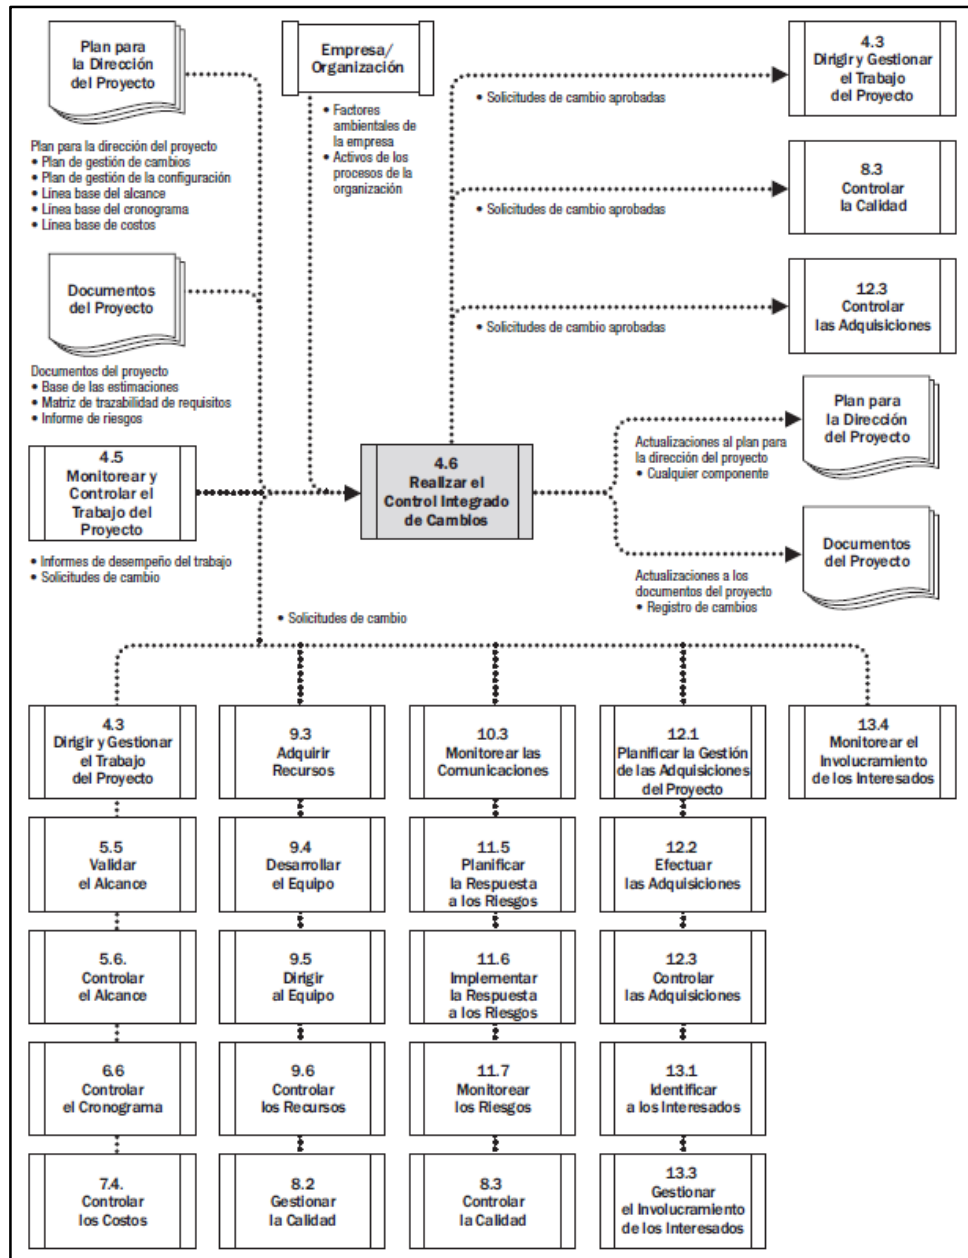 Plan para
la Dirección
del Proyecto
Plan para la dirección del proyecto
• Plan de gestión de cambios
• Plan de gestión de la configuración
• Línea base del alcance
• Línea base del cronograma
• Línea base de costos
Documentos
del Proyecto
Documentos del proyecto
• Base de las estimaciones
• Matriz de trazabilidad de requisitos
• Informe de riesgos
4.5
Monitorear y
Controlar el
Trabajo del
Proyecto
• Informes de desempeño del trabajo
• Solicitudes de cambio
Empresa/
Organización
• Factores
ambientales de
la empresa
• Activos de los
procesos de la
organización
4.6
Realizar el
Control Integrado
de Cambios
• Solicitudes de cambio aprobadas
4.3
Dirigir y Gestionar
el Trabajo
del Proyecto
• Solicitudes de cambio aprobadas
8.3
Controlar
la Calidad
• Solicitudes de cambio aprobadas
12.3
Controlar
las Adquisiciones
Actualizaciones al plan para
la dirección del proyecto
• Cualquier componente
Plan para
la Dirección
del Proyecto
Actualizaciones a los
documentos del proyecto
• Registro de cambios
Documentos
del Proyecto
• Solicitudes de cambio
4.3
Dirigir y Gestionar
el Trabajo
del Proyecto
5.5
Validar
el Alcance
5.6.
Controlar
el Alcance
6.6
Controlar
el Cronograma
7.4.
Controlar
los Costos
9.3
Adquirir
Recursos
9.4
Desarrollar
el Equipo
9.5
Dirigir
al Equipo
9.6
Controlar
los Recursos
8.2
Gestionar
la Calidad
10.3
Monitorear las
Comunicaciones
11.5
Planificar
la Respuesta
a los Riesgos
11.6
Implementar
la Respuesta
a los Riesgos
11.7
Monitorear
los Riesgos
8.3
Controlar
la Calidad
12.1
Planificar la Gestión
de las Adquisiciones
del Proyecto
12.2
Efectuar
las Adquisiciones
12.3
Controlar
las Adquisiciones
13.1
Identificar
a los Interesados
13.3
Gestionar
el Involucramiento
de los Interesados
13.4
Monitorear el
Involucramiento
de los Interesados